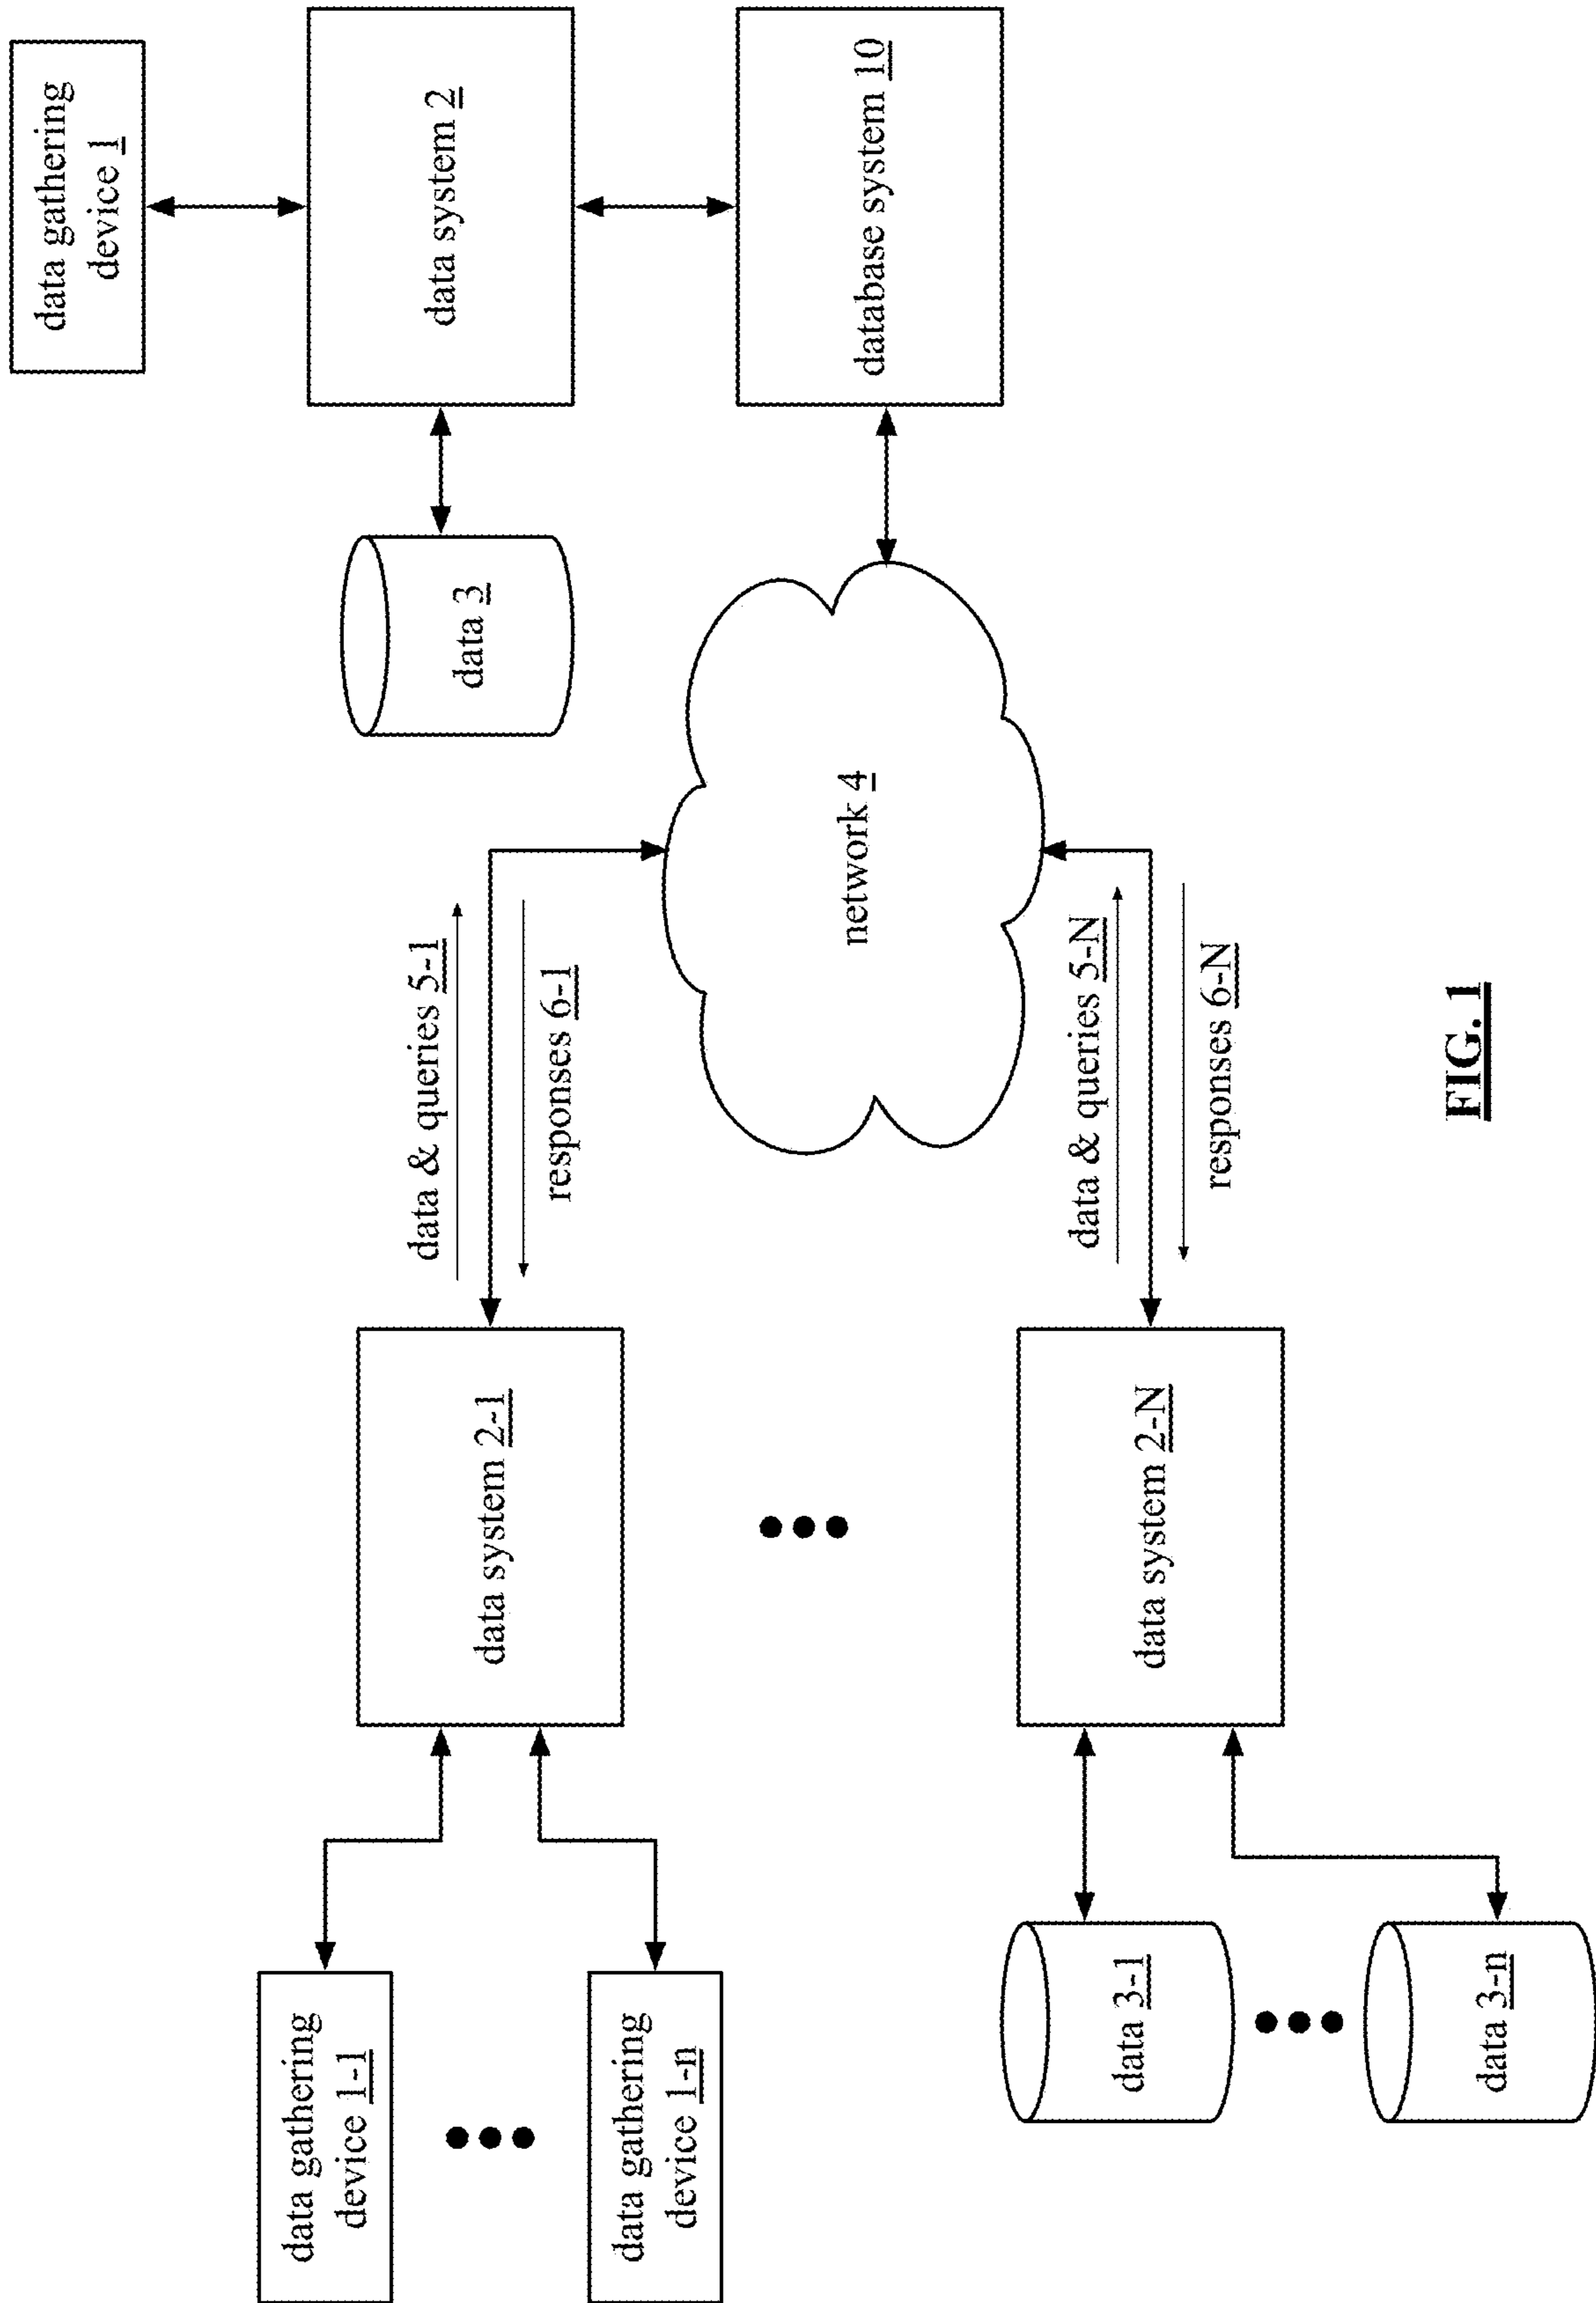 data gathering
device 1-1
data gathering
device 1-n
data system 2-1
data & queries 5-1
responses 6-1
data 3
data gathering
device 1
data system 2
network 4
database system 10
data 3-1
data 3-n
data system 2-N
data & queries 5-N
responses 6-N
FIG. 1